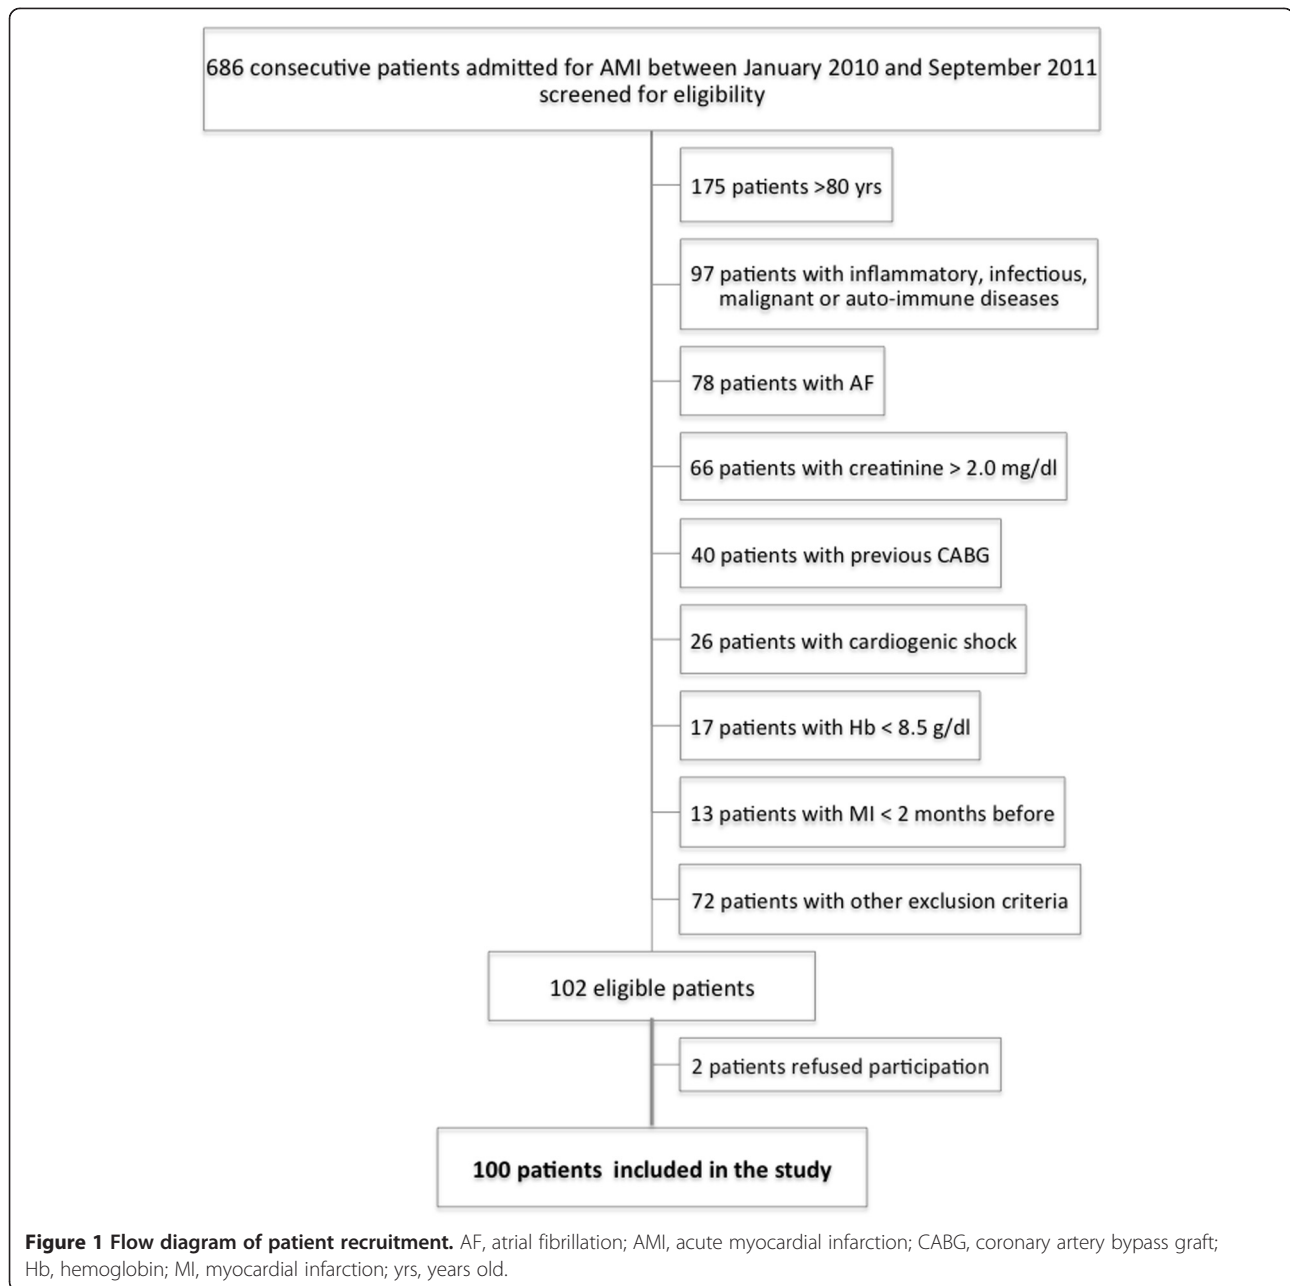 686 consecutive patients admitted for AMI between January 2010 and September 2011
screened for eligibility
175 patients >80 yrs
97 patients with inflammatory, infectious,
malignant or auto-immune diseases
78 patients with AF
66 patients with creatinine > 2.0 mg/dl
40 patients with previous CABG
26 patients with cardiogenic shock
17 patients with Hb < 8.5 g/dl
13 patients with MI < 2 months before
72 patients with other exclusion criteria
102 eligible patients
2 patients refused participation
100 patients included in the study
Figure 1 Flow diagram of patient recruitment. AF, atrial fibrillation; AMI, acute myocardial infarction; CABG, coronary artery bypass graft;
Hb, hemoglobin; MI, myocardial infarction; yrs, years old.